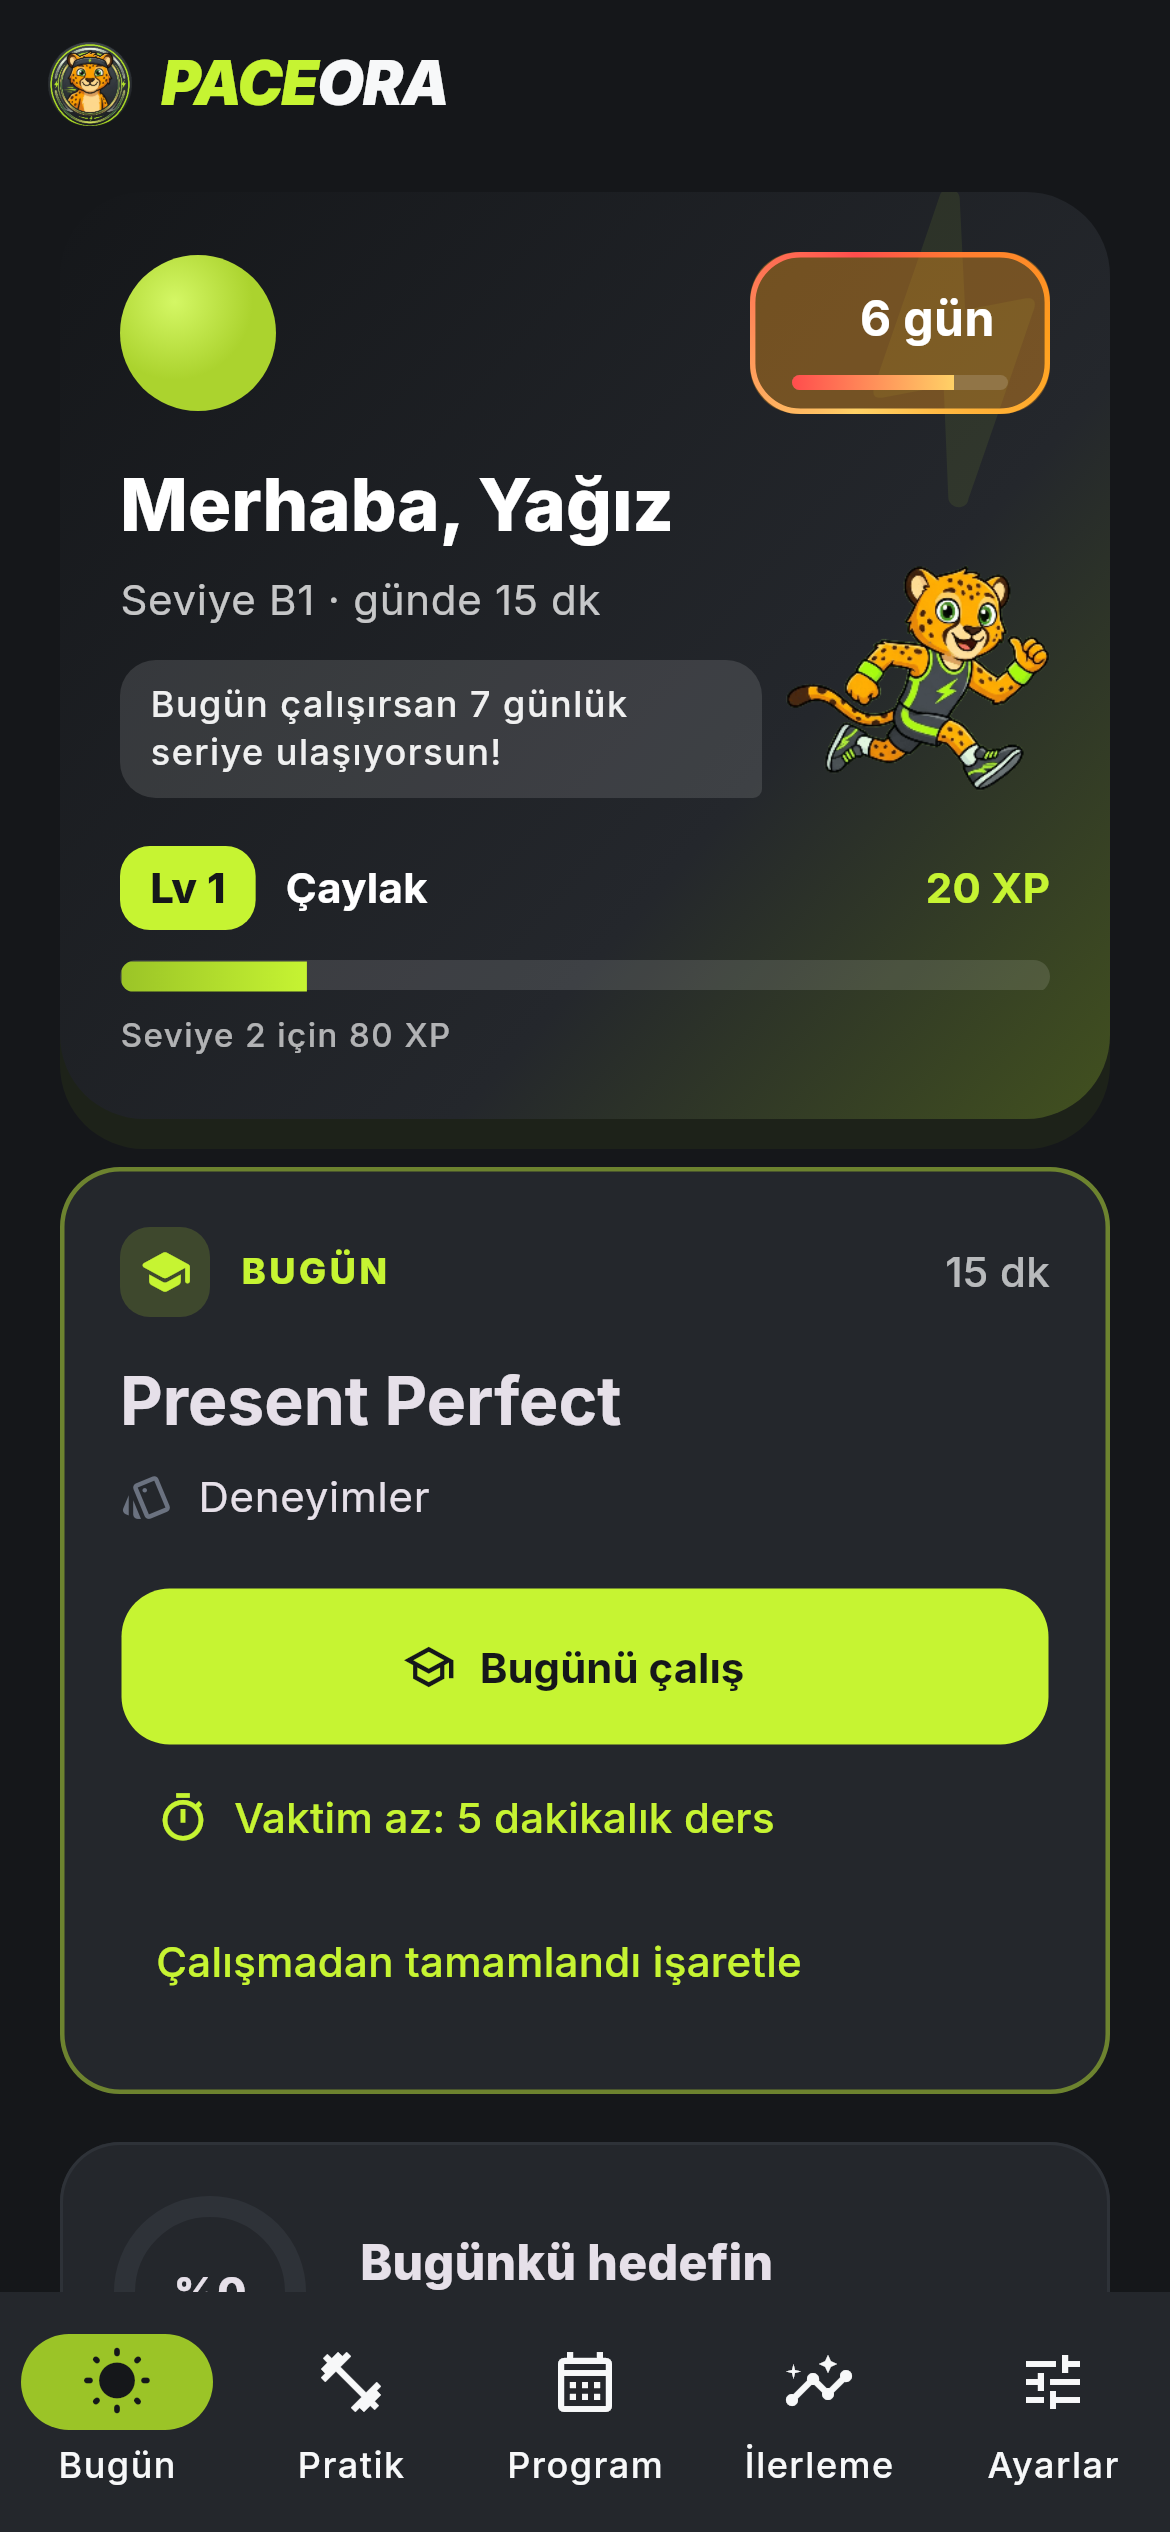 PACEORA
6 gün
Merhaba, Yağız
Seviye B1 · günde 15 dk
Bugün çalışırsan 7 günlük
seriye ulaşıyorsun!
Lv 1 Çaylak 20 XP
Seviye 2 için 80 XP
BUGÜN 15 dk
Present Perfect
Deneyimler
Bugünü çalış
Vaktim az: 5 dakikalık ders
Çalışmadan tamamlandı işaretle
%0
Bugünkü hedefin
Bugün Pratik Program İlerleme Ayarlar